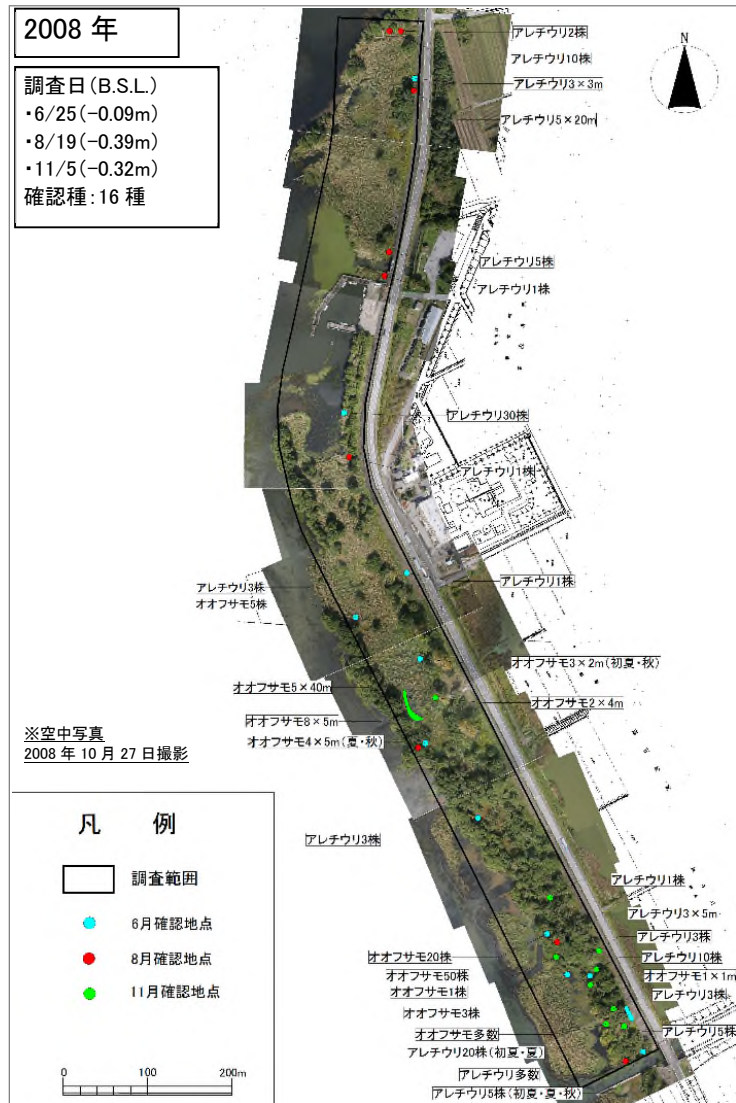 2008 年
調査日(B.S.L.)
・6/25(-0.09m)
・8/19(-0.39m)
・11/5(-0.32m)
確認種:16 種
N
アレチウリ2株
アレチウリ10株
アレチウリ3×3m
アレチウリ5×20m
アレチウリ5株
アレチウリ1株
アレチウリ30株
アレチウリ1株
アレチウリ1株
アレチウリ3株
オオフサモ5株
オオフサモ3×2m(初夏・秋)
オオフサモ5×40m
オオフサモ2×4m
オオフサモ8×5m
オオフサモ4×5m(夏・秋)
※空中写真
2008 年 10 月 27 日撮影
アレチウリ3株
アレチウリ1株
アレチウリ3×5m
アレチウリ3株
オオフサモ20株
アレチウリ10株
オオフサモ50株
オオフサモ1×1m
オオフサモ1株
アレチウリ3株
オオフサモ3株
オオフサモ多数
アレチウリ5株
アレチウリ20株(初夏・夏)
アレチウリ多数
アレチウリ5株(初夏・夏・秋)
凡 例
調査範囲
6月確認地点
8月確認地点
11月確認地点
0 100 200m